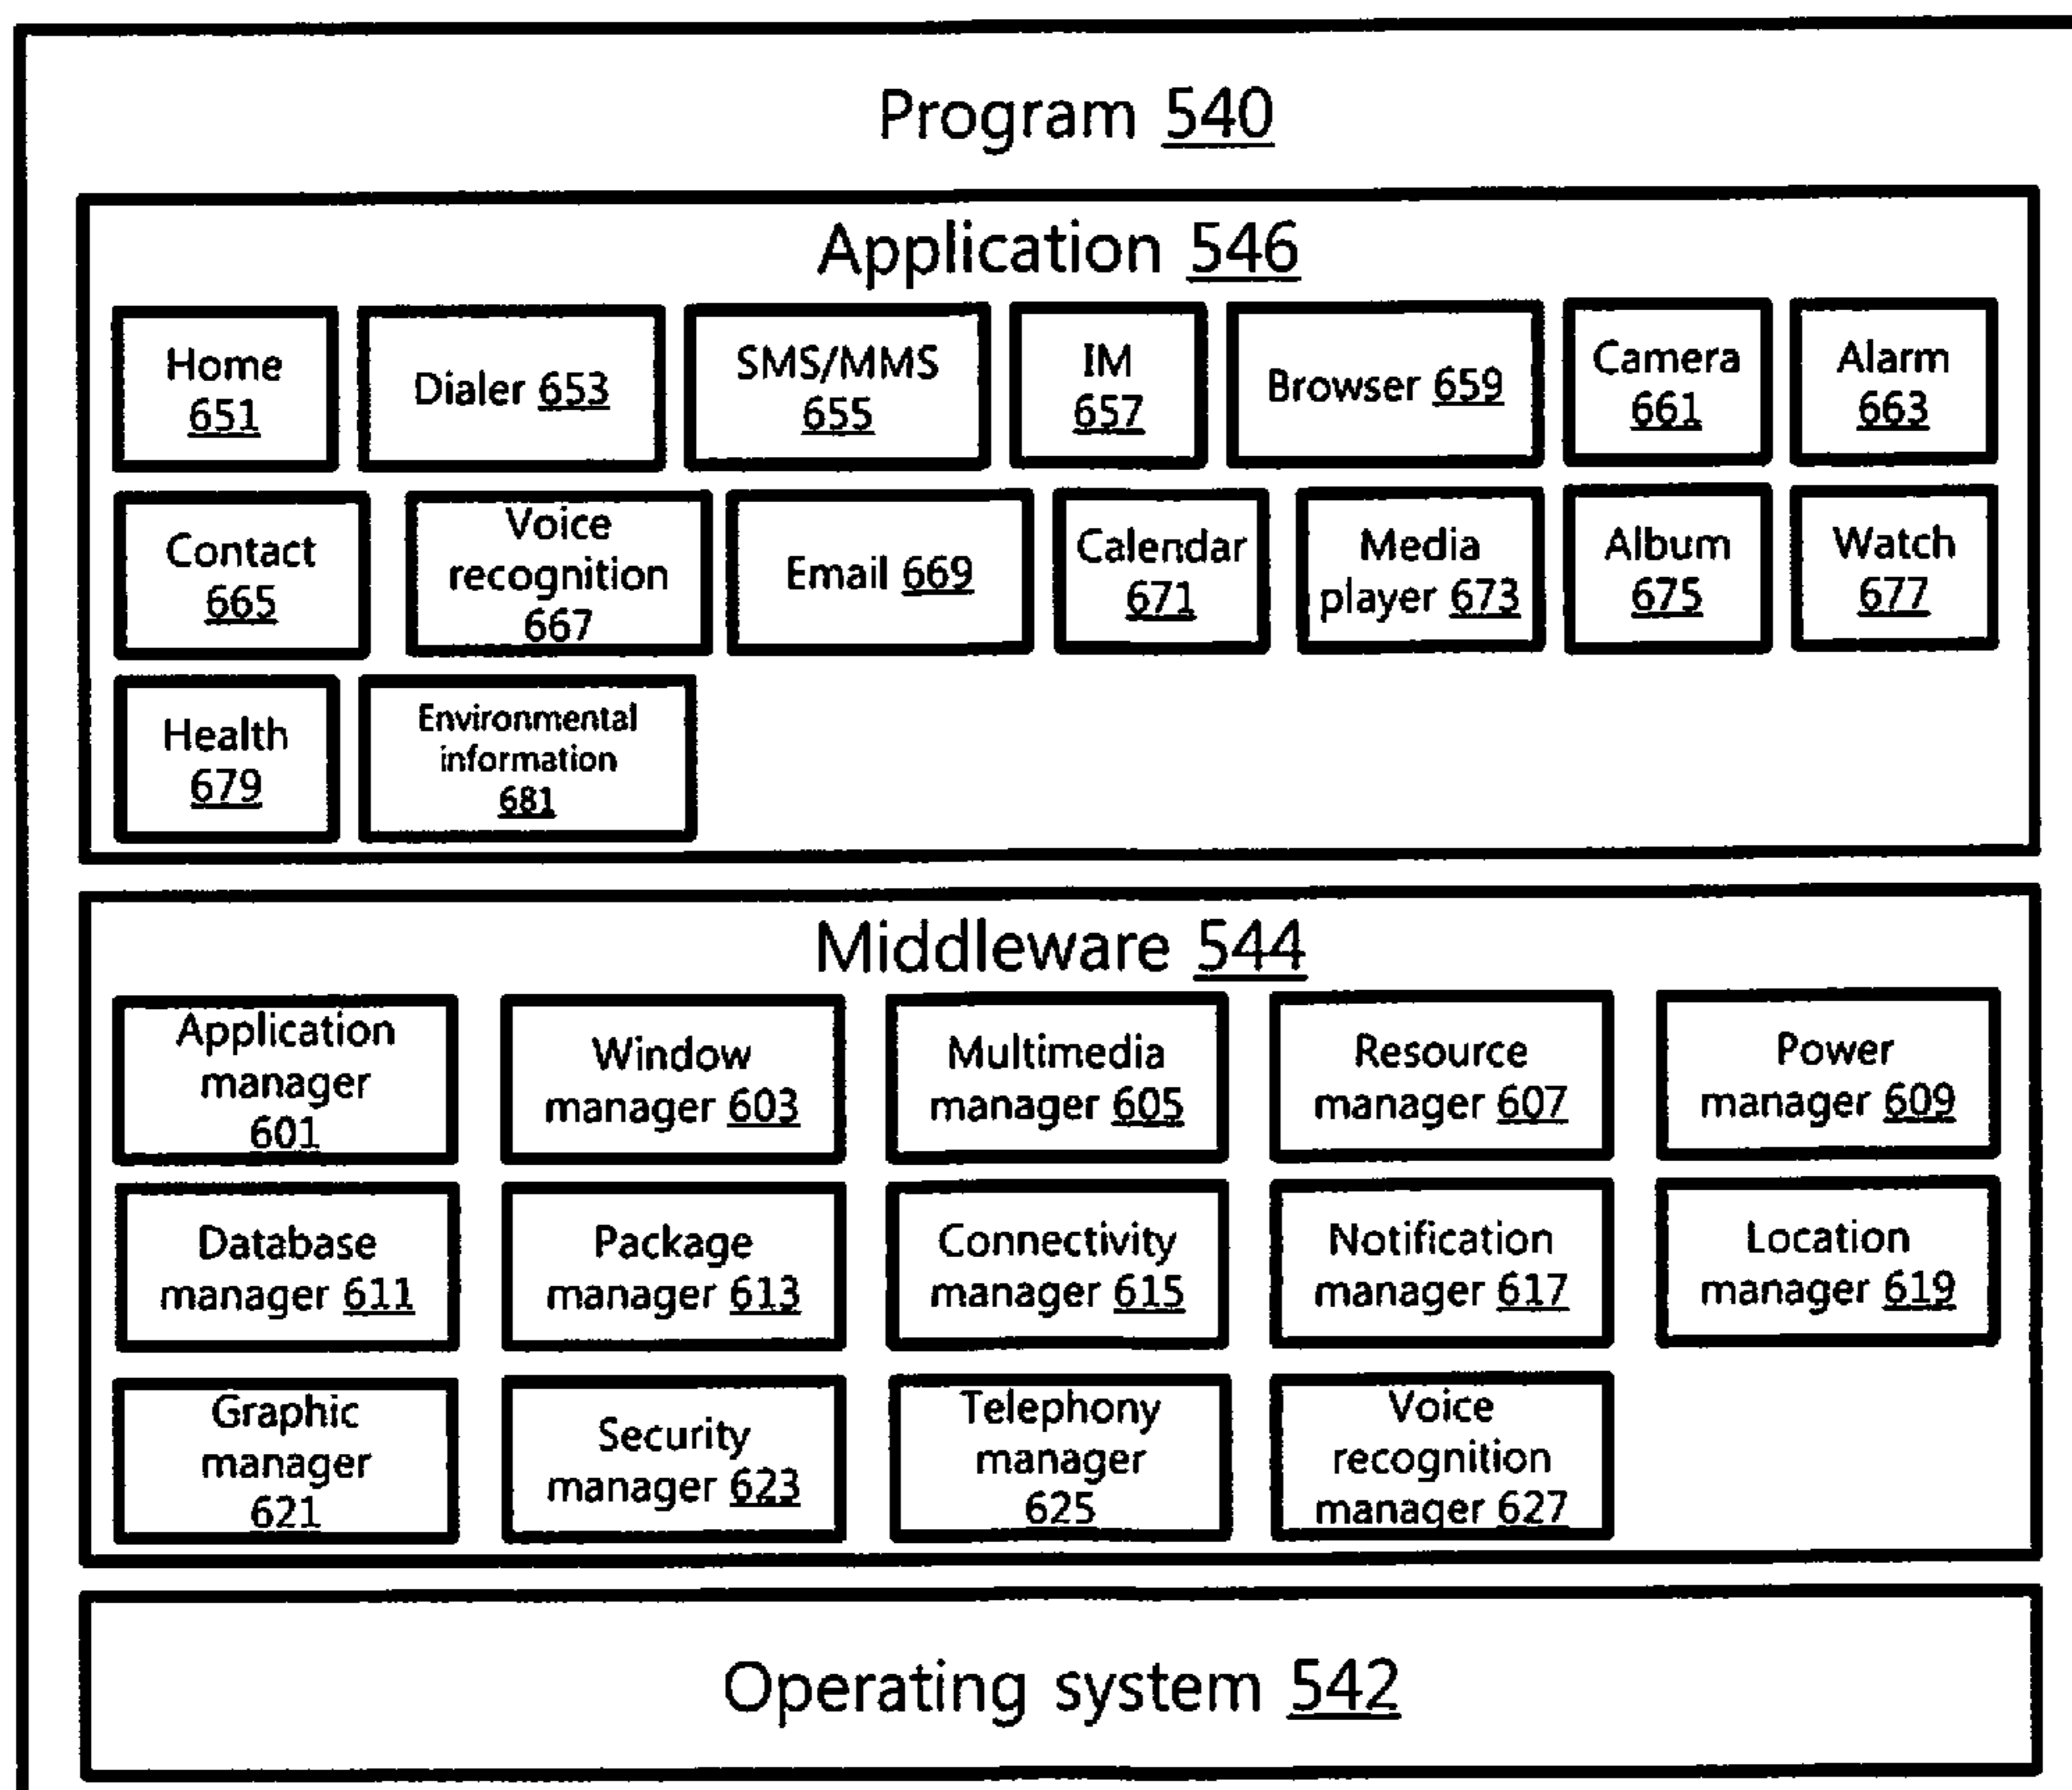 Program 540
Application 546
Home
651
Dialer 653
SMS/MMS
655
IM
657
Browser 659
Camera
661
Alarm
663
Contact
665
Voice
recognition
667
Email 669
Calendar
671
Media
player 673
Album
675
Watch
677
Health
679
Environmental
information
681
Middleware 544
Application
manager
601
Window
manager 603
Multimedia
manager 605
Resource
manager 607
Power
manager 609
Database
manager 611
Package
manager 613
Connectivity
manager 615
Notification
manager 617
Location
manager 619
Graphic
manager
621
Security
manager 623
Telephony
manager
625
Voice
recognition
manager 627
Operating system 542